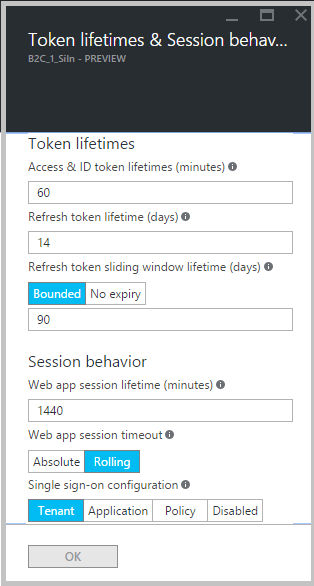 Token lifetimes & Session behav...
B2C_1_SiIn - PREVIEW
Token lifetimes
Access & ID token lifetimes (minutes)
60
Refresh token lifetime (days)
14
Refresh token sliding window lifetime (days)
Bounded No expiry
90
Session behavior
Web app session lifetime (minutes)
1440
Web app session timeout
Absolute Rolling
Single sign-on configuration
Tenant Application Policy Disabled
OK